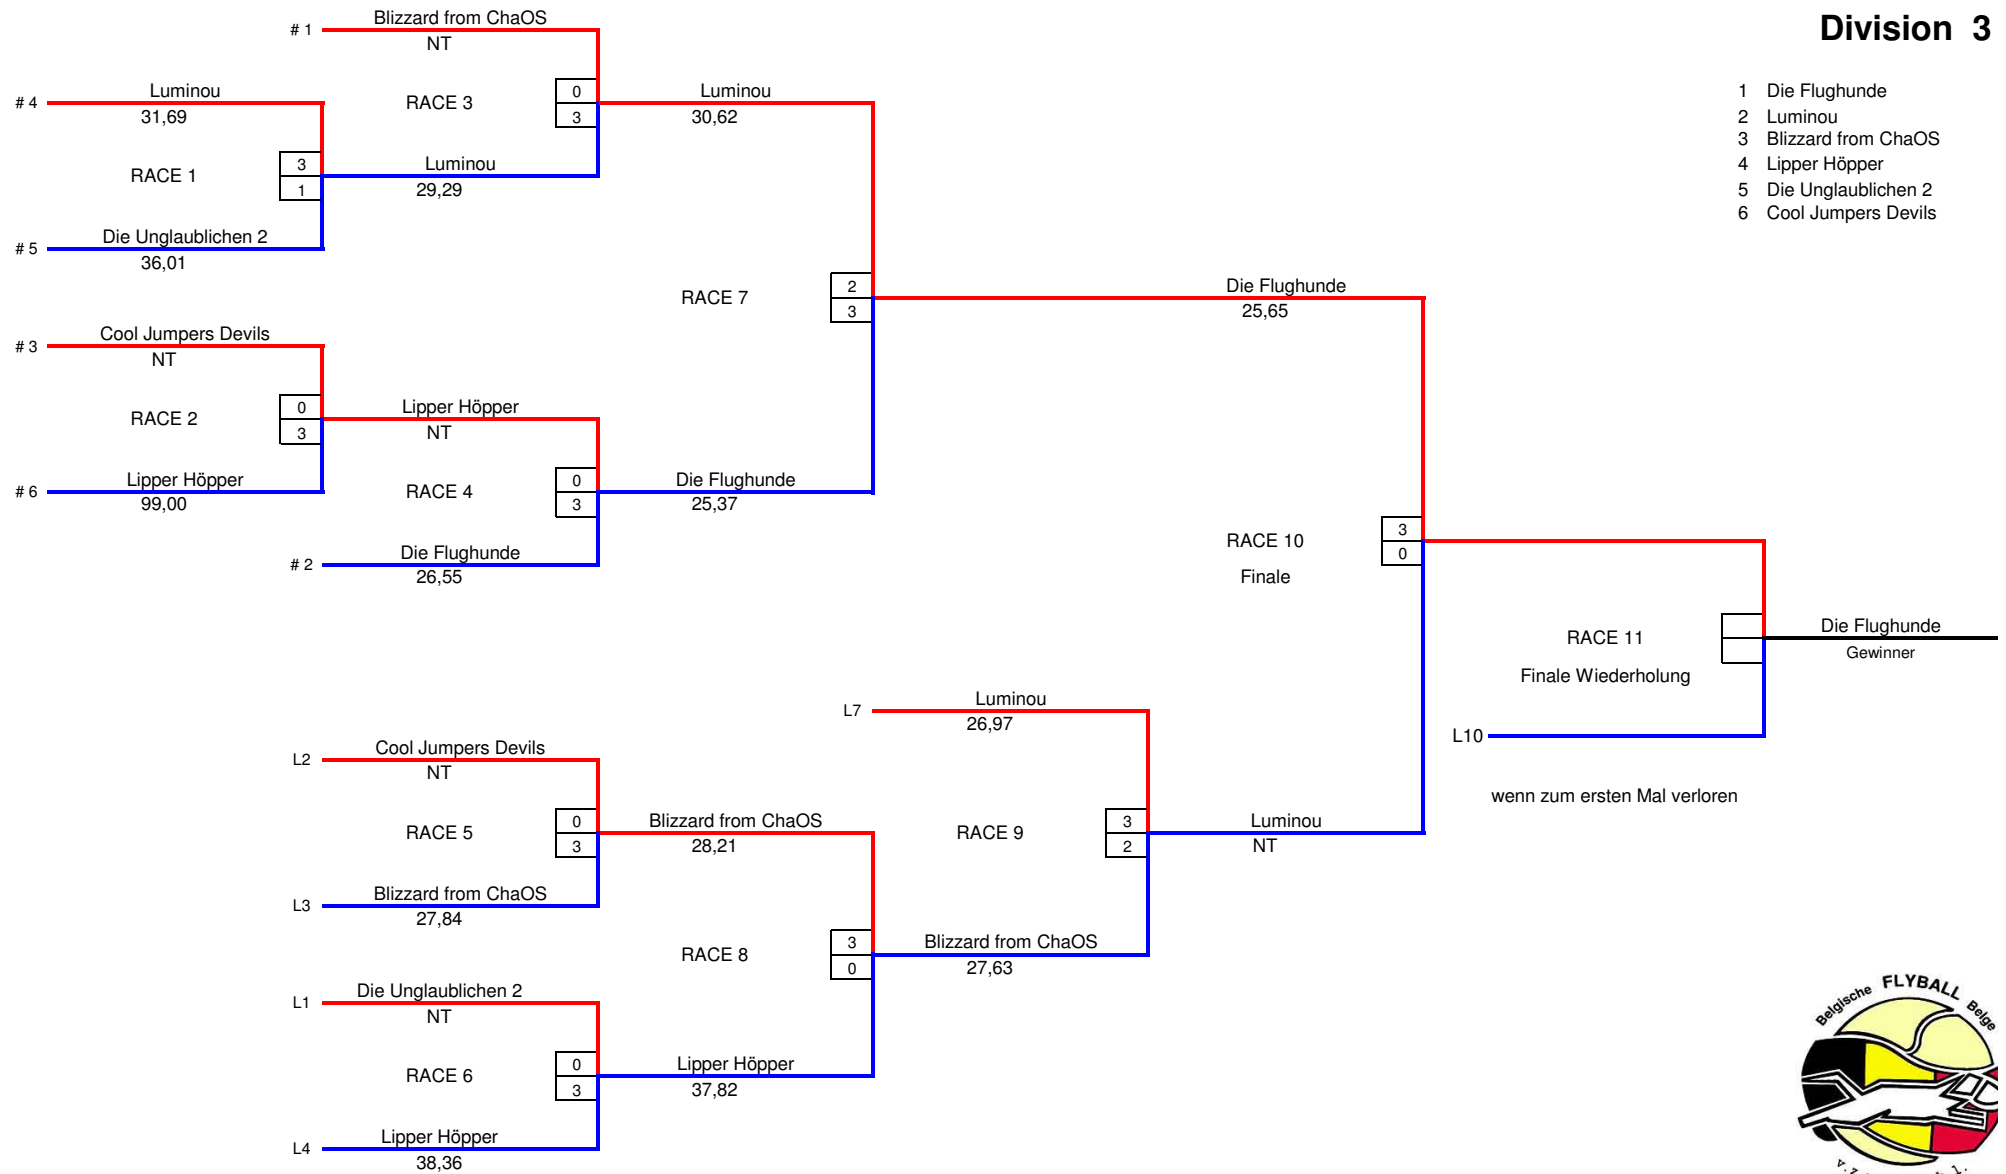 Division 3
1 Die Flughunde
2 Luminou
3 Blizzard from ChaOS
4 Lipper Höpper
5 Die Unglaublichen 2
6 Cool Jumpers Devils
# 1 Blizzard from ChaOS
NT
RACE 3
0
3
# 4 Luminou
31,69
RACE 1
3
1
Luminou
29,29
# 5 Die Unglaublichen 2
36,01
Luminou
30,62
RACE 7
2
3
# 3 Cool Jumpers Devils
NT
RACE 2
0
3
# 6 Lipper Höpper
99,00
Lipper Höpper
NT
RACE 4
0
3
# 2 Die Flughunde
26,55
Die Flughunde
25,37
Die Flughunde
25,65
RACE 10
Finale
3
0
RACE 11
Finale Wiederholung
Die Flughunde
Gewinner
L10
wenn zum ersten Mal verloren
L7 Luminou
26,97
RACE 9
3
2
Luminou
NT
L2 Cool Jumpers Devils
NT
RACE 5
0
3
L3 Blizzard from ChaOS
27,84
Blizzard from ChaOS
28,21
RACE 8
3
0
Blizzard from ChaOS
27,63
L1 Die Unglaublichen 2
NT
RACE 6
0
3
L4 Lipper Höpper
38,36
Lipper Höpper
37,82
Belgische FLYBALL Belge